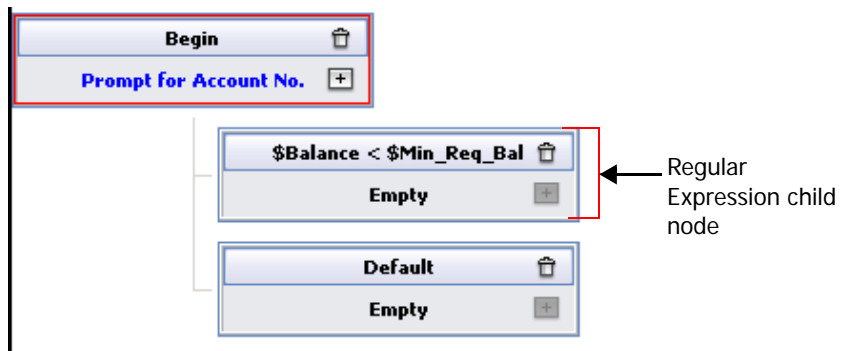 Begin
Prompt for Account No.
$Balance < $Min_Req_Bal
Empty
Regular
Expression child
node
Default
Empty